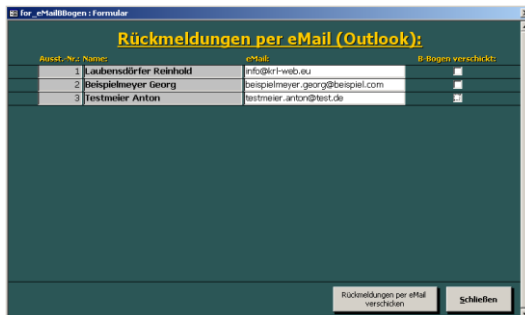 for_eMailBBogen : Formular
Rückmeldungen per eMail (Outlook):
Ausst.-Nr.: Name: eMail: B-Bogen verschickt:
1 Laubensdörfer Reinhold info@krl-web.eu
2 Beispielmeyer Georg beispielmeyer.georg@beispiel.com
3 Testmeier Anton testmeier.anton@test.de
Rückmeldungen per eMail
verschicken
Schließen